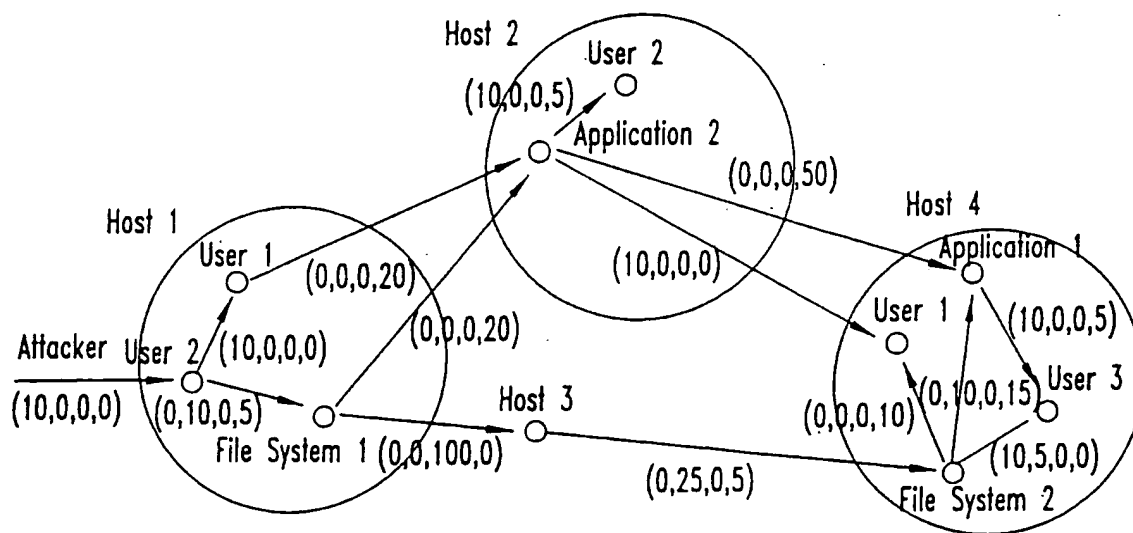 Host 2
User 2
(10,0,0,5)
Application 2
(0,0,0,50)
Host 1
Host 4
User 1
Application 1
(10,0,0,0)
(0,0,0,20)
User 1
(10,0,0,5)
(0,0,0,20)
Attacker
User 2
(10,0,0,0)
User 3
(10,0,0,0)
(0,10,0,5)
Host 3
(0,10,0,15)
(0,0,0,10)
File System 1
(0,0,100,0)
(10,5,0,0)
(0,25,0,5)
File System 2